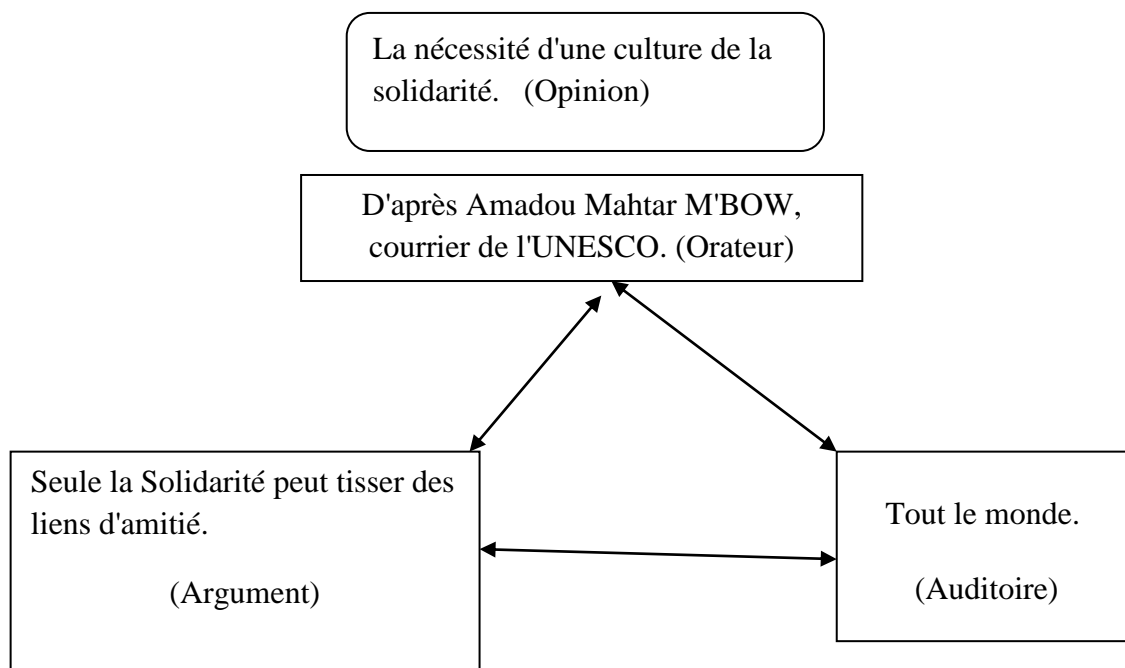 La nécessité d'une culture de la
solidarité. (Opinion)
D'après Amadou Mahtar M'BOW,
courrier de l'UNESCO. (Orateur)
Seule la Solidarité peut tisser des
liens d'amitié.
(Argument)
Tout le monde.
(Auditoire)